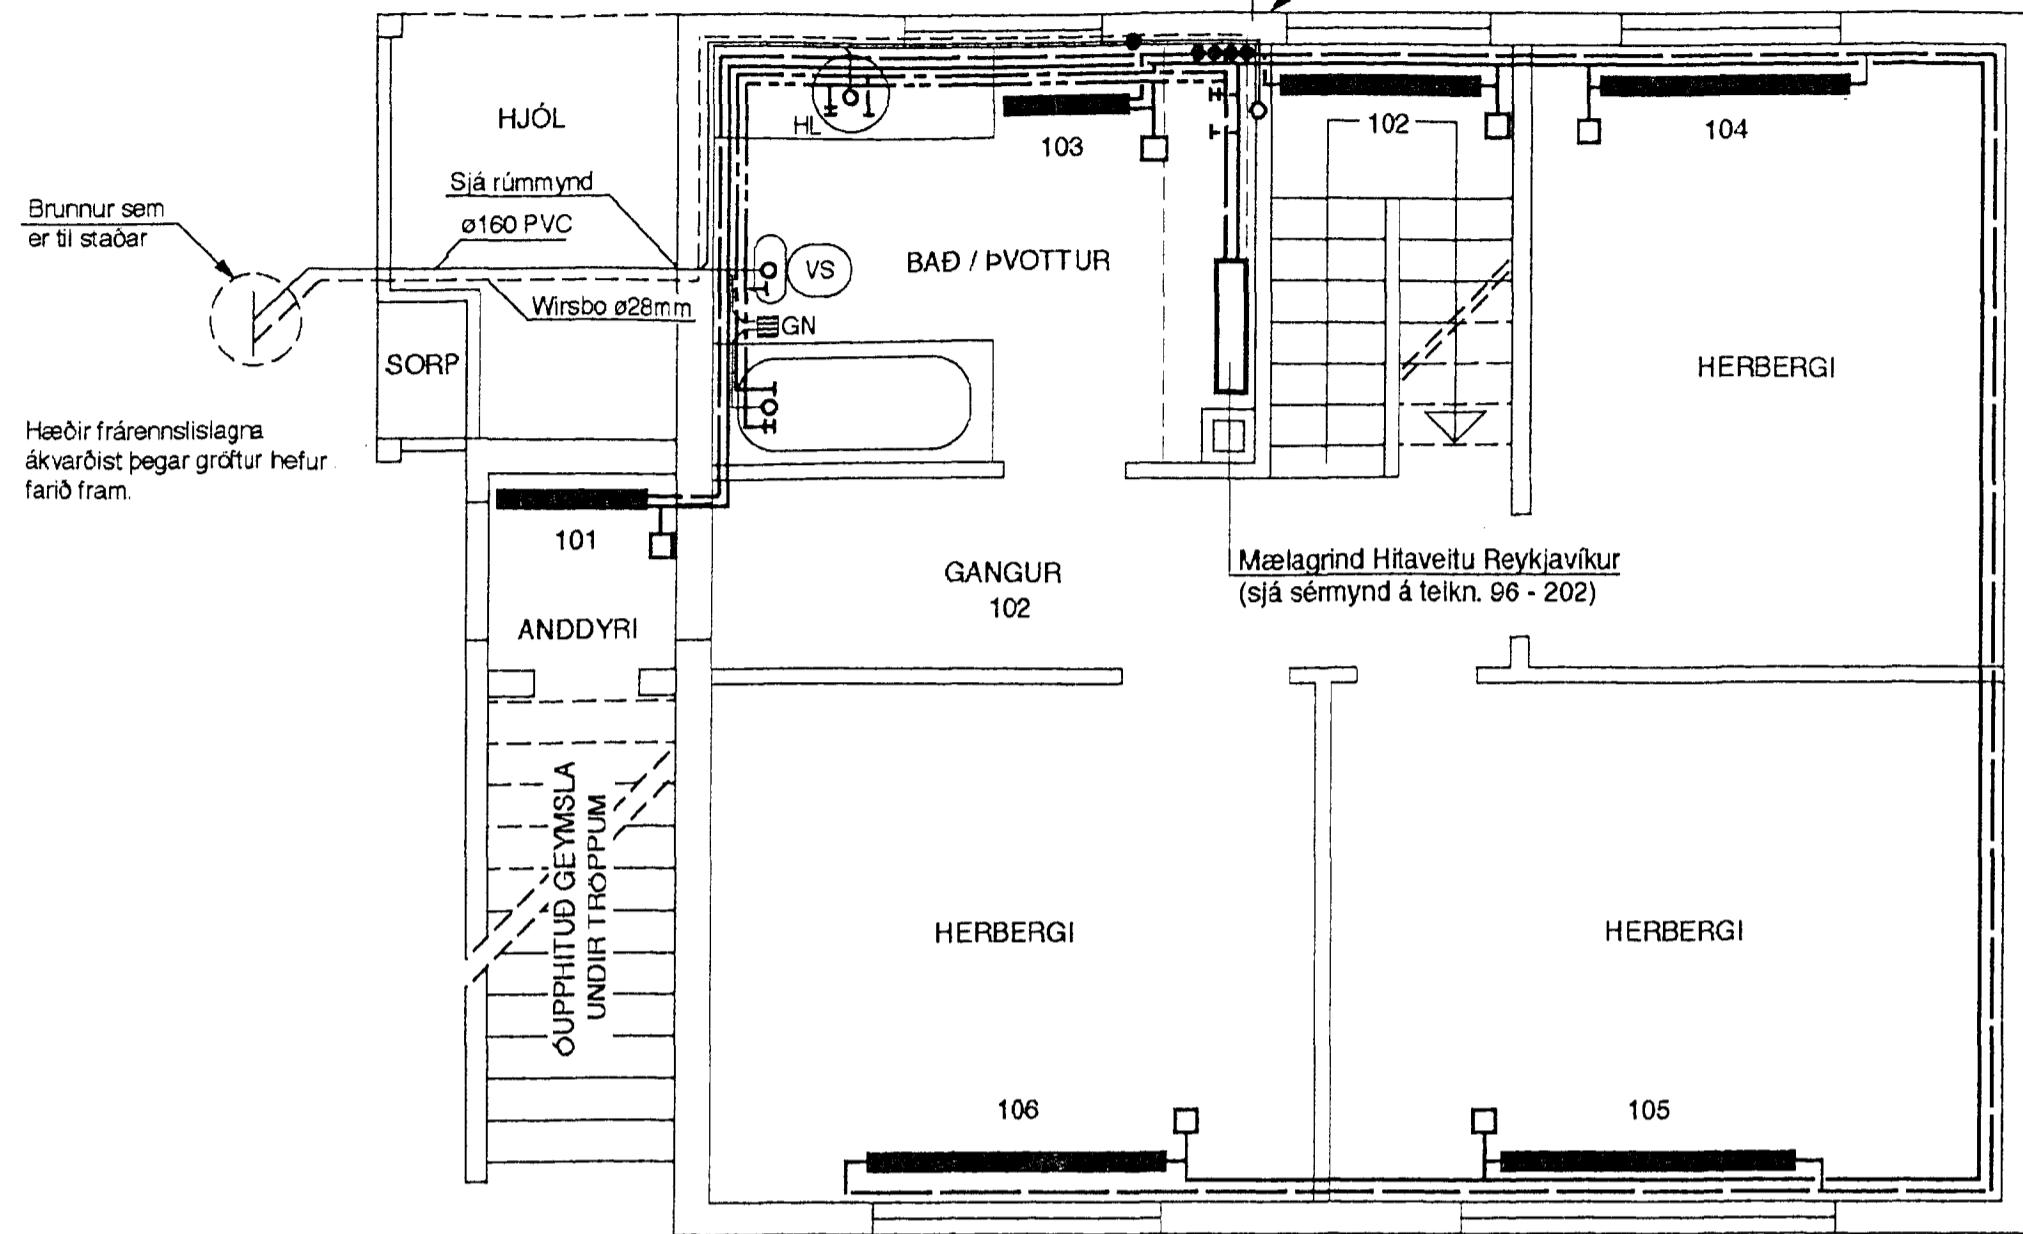 HJÓL
Sjá rúmmynd
ø160 PVC
Brunnur sem
er til staðar
Wirsbo ø28mm
SORP
Hæðir frárennslislagna
ákvarðist þegar gröftur hefur
farið fram.
HL
103
102
104
BAÐ / ÞVOTTUR
VS
GN
HERBERGI
101
ANDDYRI
GANGUR
102
Mælagrind Hitaveitu Reykjavíkur
(sjá sérmynd á teikn. 96 - 202)
ÓUPPHITUÐ GEYMSLA
UNDIR TRÖPPUM
HERBERGI
HERBERGI
106
105